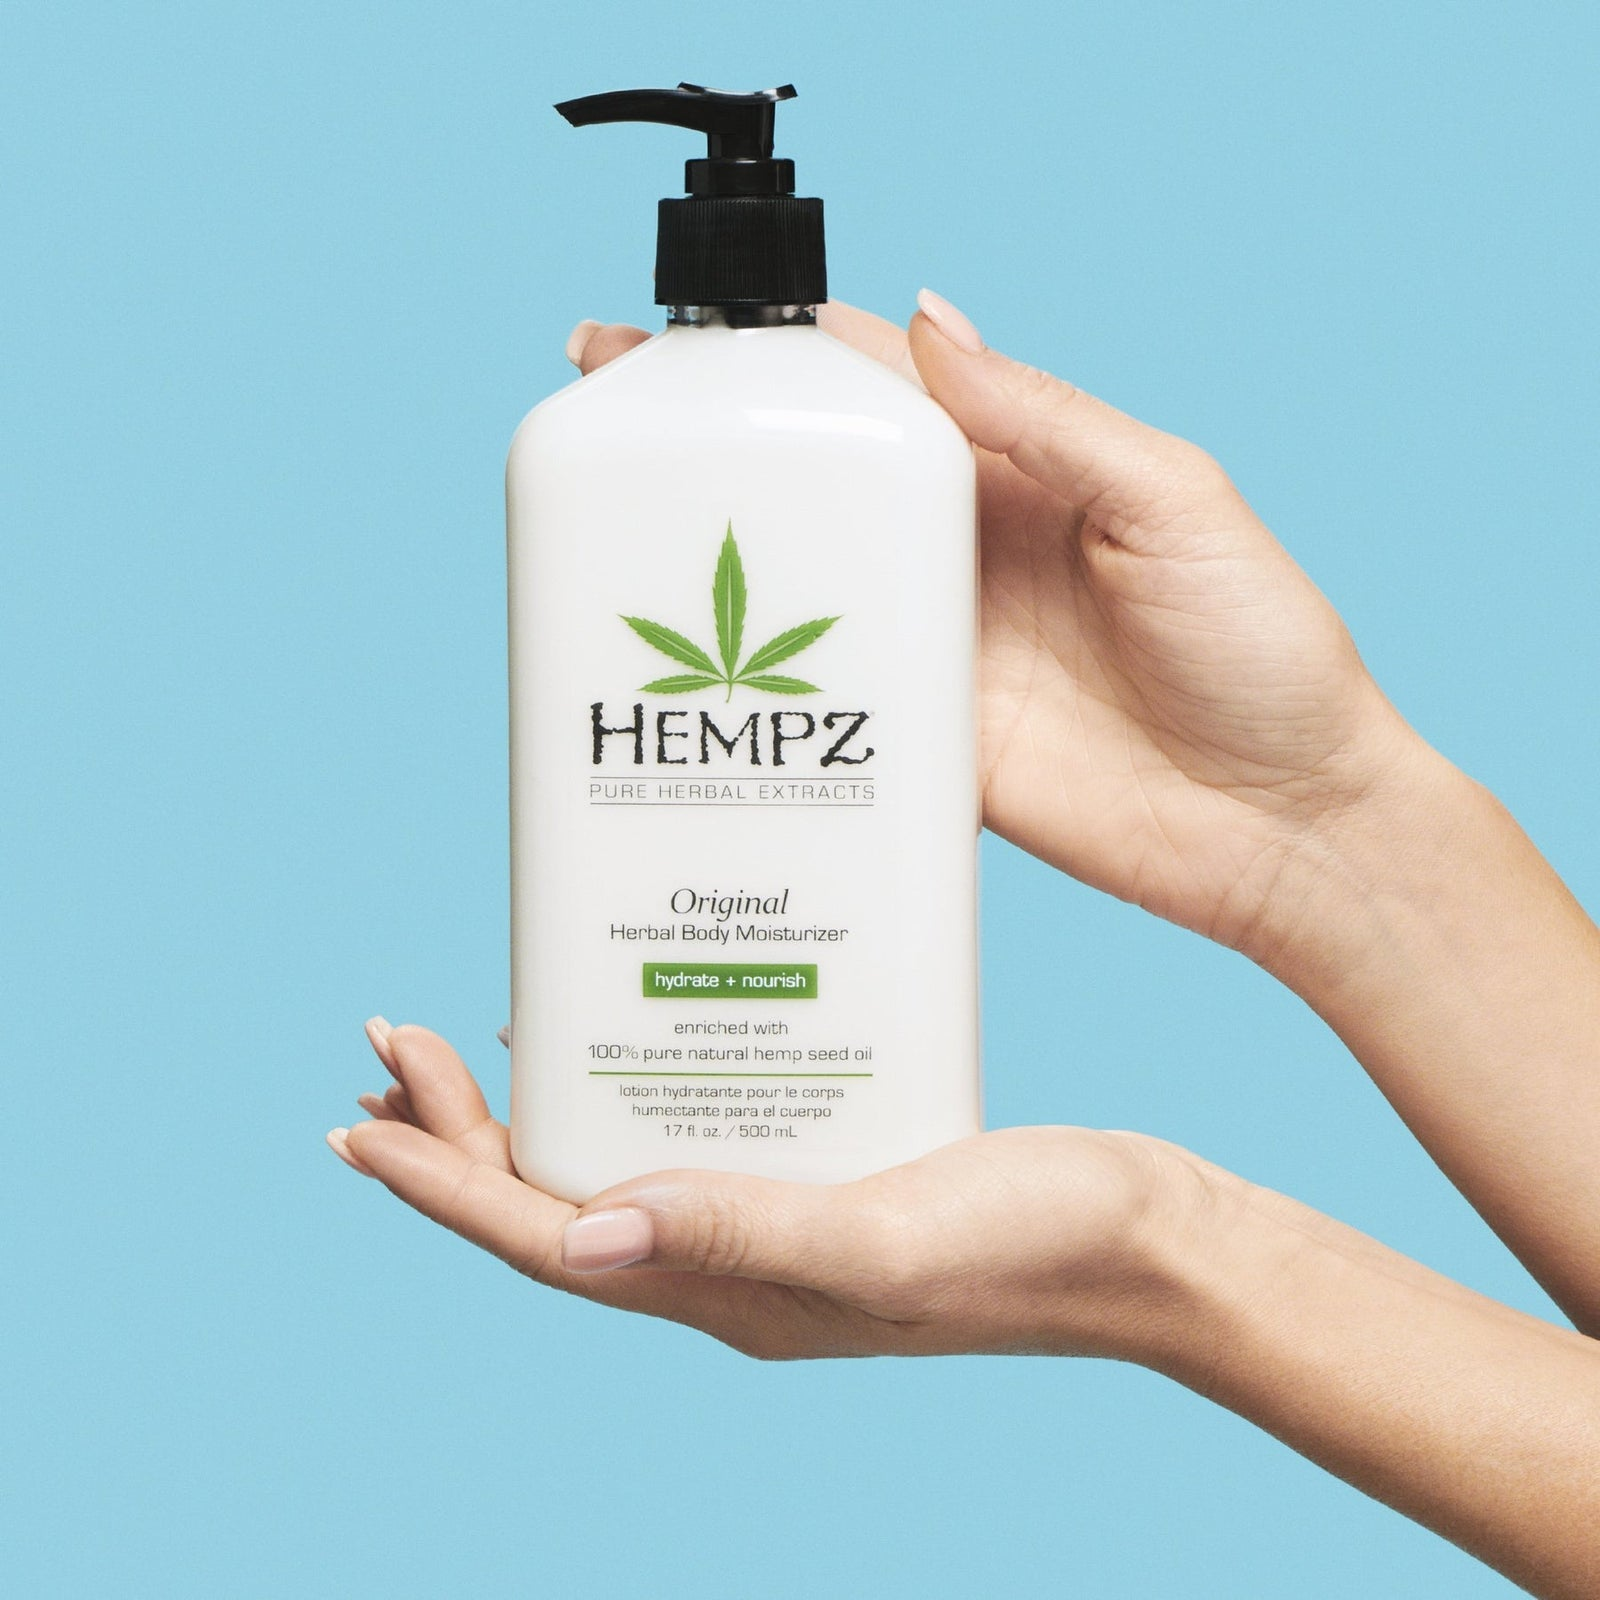 HEMPZ
PURE HERBAL EXTRACTS
Original
Herbal Body Moisturizer
hydrate + nourish
enriched with
100% pure natural hemp seed oil
lotion hydratante pour le corps
humectante para el cuerpo
17 fl. oz. / 500 mL